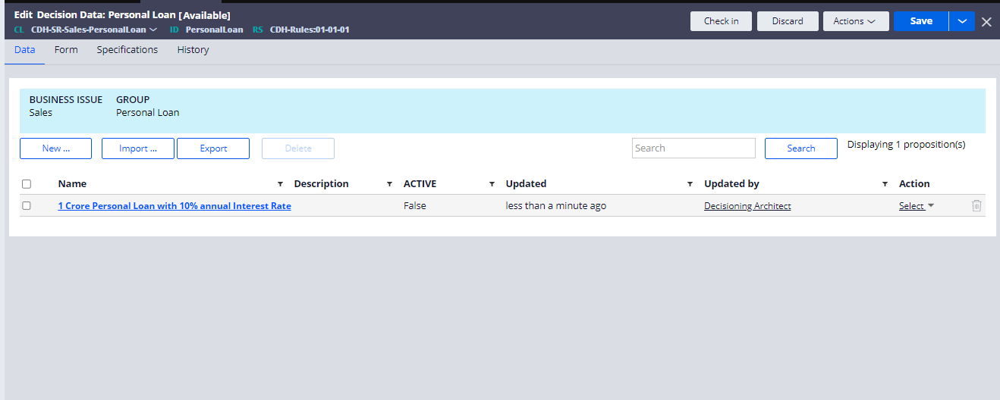 Edit Decision Data: Personal Loan [Available]
CL CDH-SR-Sales-PersonalLoan ID PersonalLoan RS CDH-Rules:01-01-01
Check in Discard Actions Save
Data Form Specifications History
BUSINESS ISSUE GROUP
Sales Personal Loan
New ... Import ... Export Delete Search Search Displaying 1 proposition(s)
Name Description ACTIVE Updated Updated by Action
1 Crore Personal Loan with 10% annual Interest Rate False less than a minute ago Decisioning Architect Select